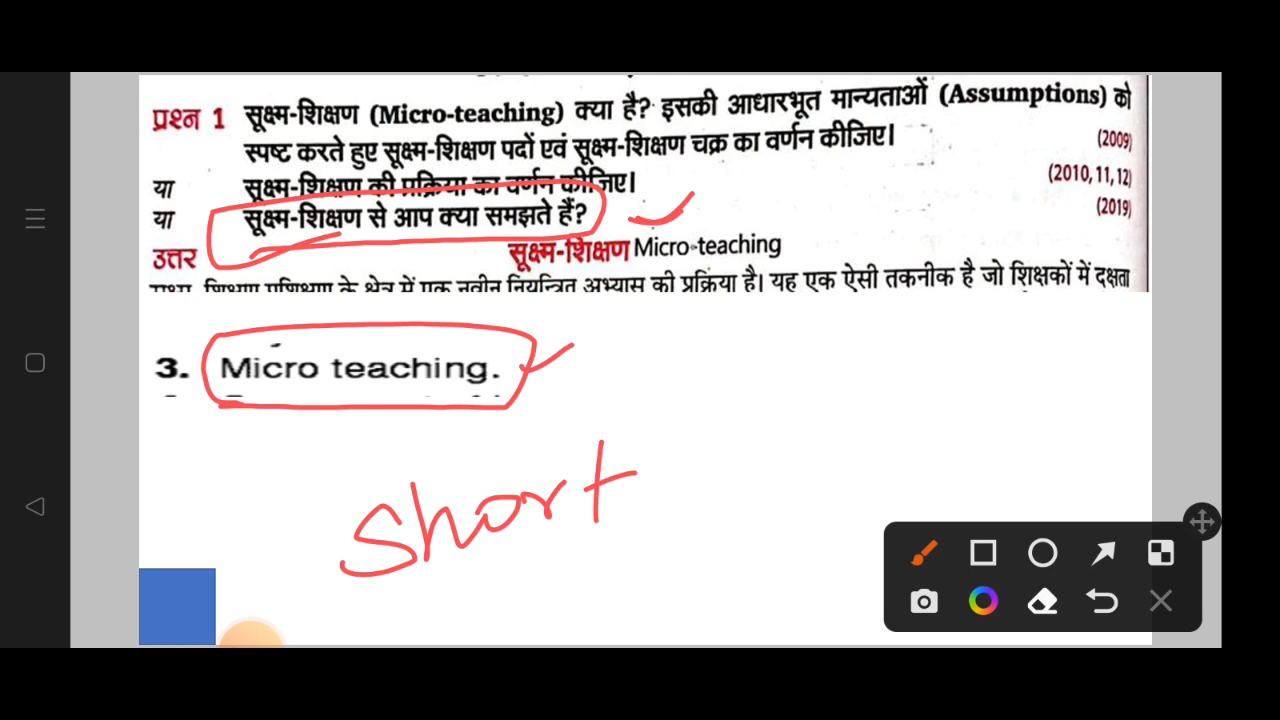 प्रश्न 1 सूक्ष्म-शिक्षण (Micro-teaching) क्या है? इसकी आधारभूत मान्यताओं (Assumptions) को
स्पष्ट करते हुए सूक्ष्म-शिक्षण पदों एवं सूक्ष्म-शिक्षण चक्र का वर्णन कीजिए। (2009)
या सूक्ष्म-शिक्षण की प्रक्रिया का वर्णन कीजिए। (2010, 11, 12)
या सूक्ष्म-शिक्षण से आप क्या समझते हैं? (2019)
उत्तर सूक्ष्म-शिक्षण Micro-teaching
शिक्षण प्रशिक्षण के क्षेत्र में एक नवीन नियन्त्रित अभ्यास की प्रक्रिया है। यह एक ऐसी तकनीक है जो शिक्षकों में दक्षता
3. Micro teaching.
Short